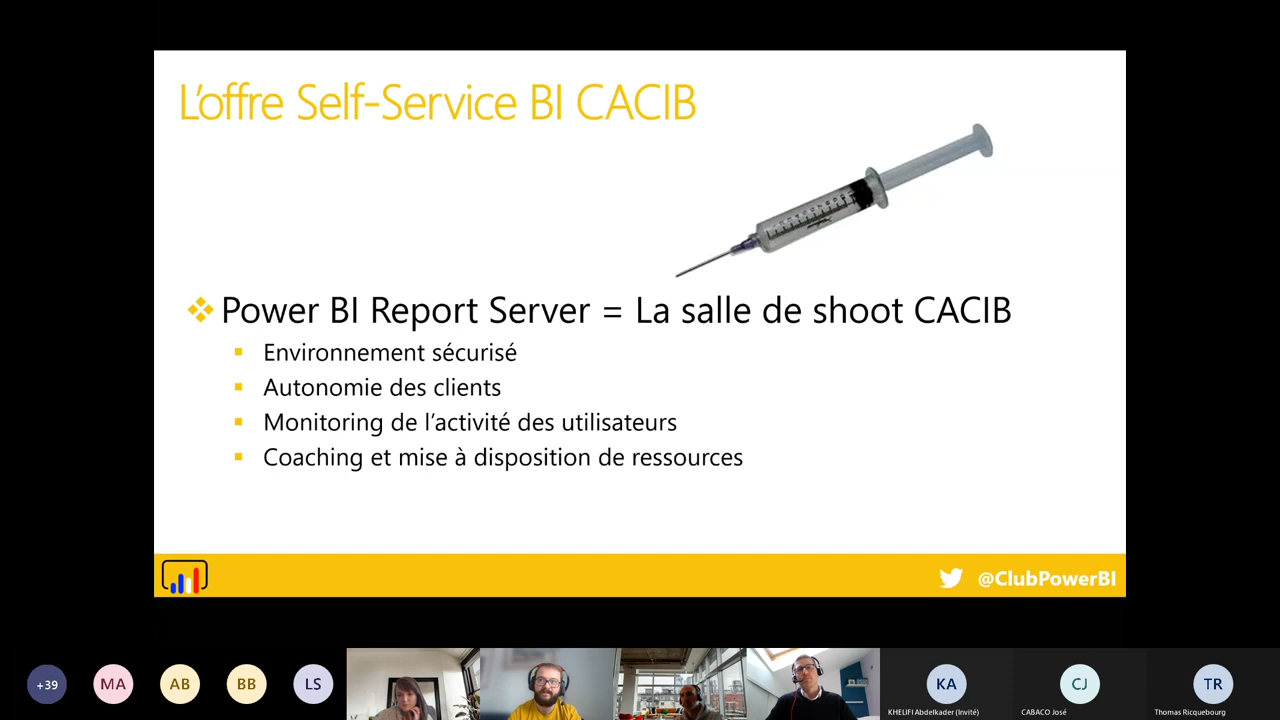 L'offre Self-Service BI CACIB
Power BI Report Server = La salle de shoot CACIB
Environnement sécurisé
Autonomie des clients
Monitoring de l'activité des utilisateurs
Coaching et mise à disposition de ressources
@ClubPowerBI
+39
MA
AB
BB
LS
KA
CJ
TR
KHELIFI Abdelkader (Invité)
CABACO José
Thomas Ricquebourg